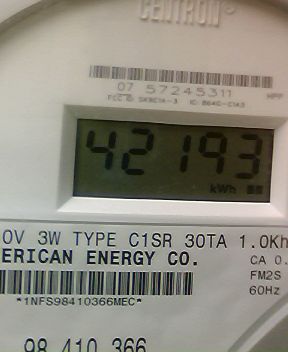 CENTRON®
07 57245311
FCC ID SK9C1A-3 IC: 864G-C1A3
42193
kWh
0V 3W TYPE C1SR 30TA 1.0Kh
ERICAN ENERGY CO.
CA 0.
FM2S
60Hz
*1NFS98410366MEC*
98 410 366